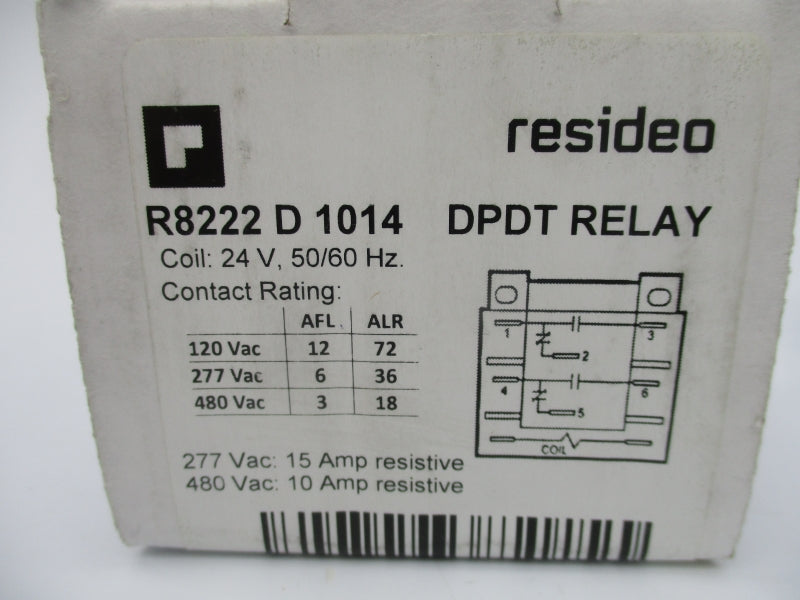 resideo
R8222 D 1014 DPDT RELAY
Coil: 24 V, 50/60 Hz.
Contact Rating:
AFL. ALR
120 Vac 12 72
277 Vac 6 36
480 Vac 3 18
277 Vac: 15 Amp resistive
480 Vac: 10 Amp resistive
1 3
2
4 6
5
COIL